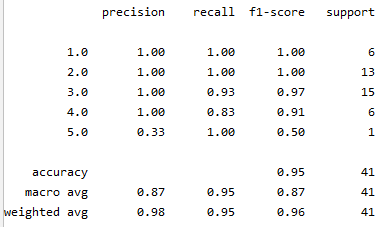 precision recall f1-score support
1.0 1.00 1.00 1.00 6
2.0 1.00 1.00 1.00 13
3.0 1.00 0.93 0.97 15
4.0 1.00 0.83 0.91 6
5.0 0.33 1.00 0.50 1
accuracy 0.95 41
macro avg 0.87 0.95 0.87 41
weighted avg 0.98 0.95 0.96 41